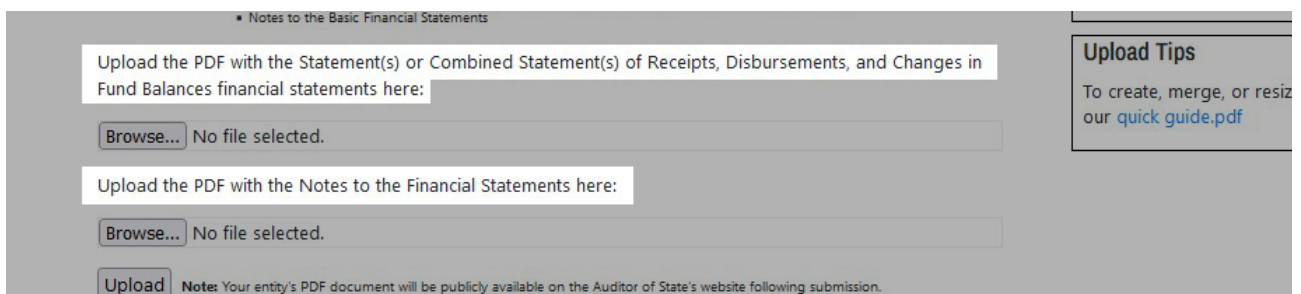 ▪ Notes to the Basic Financial Statements
Upload the PDF with the Statement(s) or Combined Statement(s) of Receipts, Disbursements, and Changes in
Fund Balances financial statements here:
Browse... No file selected.
Upload the PDF with the Notes to the Financial Statements here:
Browse... No file selected.
Upload Note: Your entity's PDF document will be publicly available on the Auditor of State's website following submission.
Upload Tips
To create, merge, or resiz
our quick guide.pdf